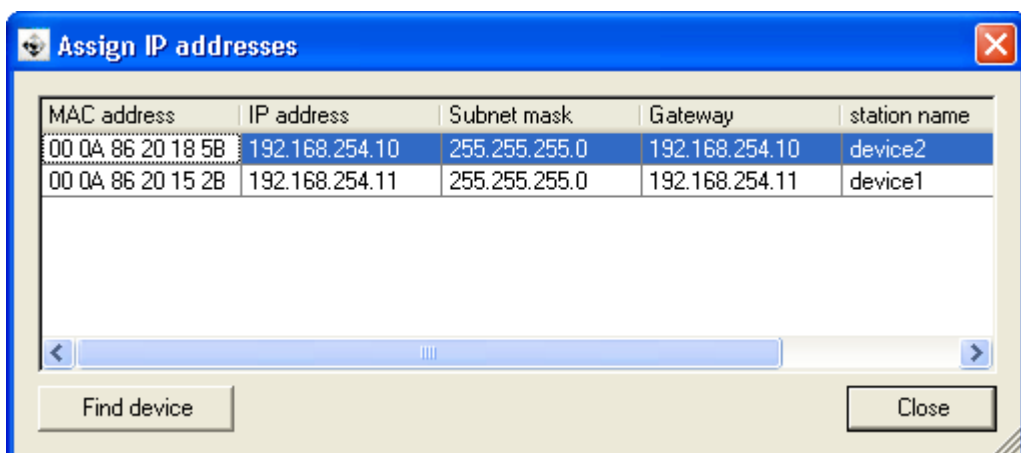 Assign IP addresses
MAC address IP address Subnet mask Gateway station name
00 0A 86 20 18 5B 192.168.254.10 255.255.255.0 192.168.254.10 device2
00 0A 86 20 15 2B 192.168.254.11 255.255.255.0 192.168.254.11 device1
Find device Close